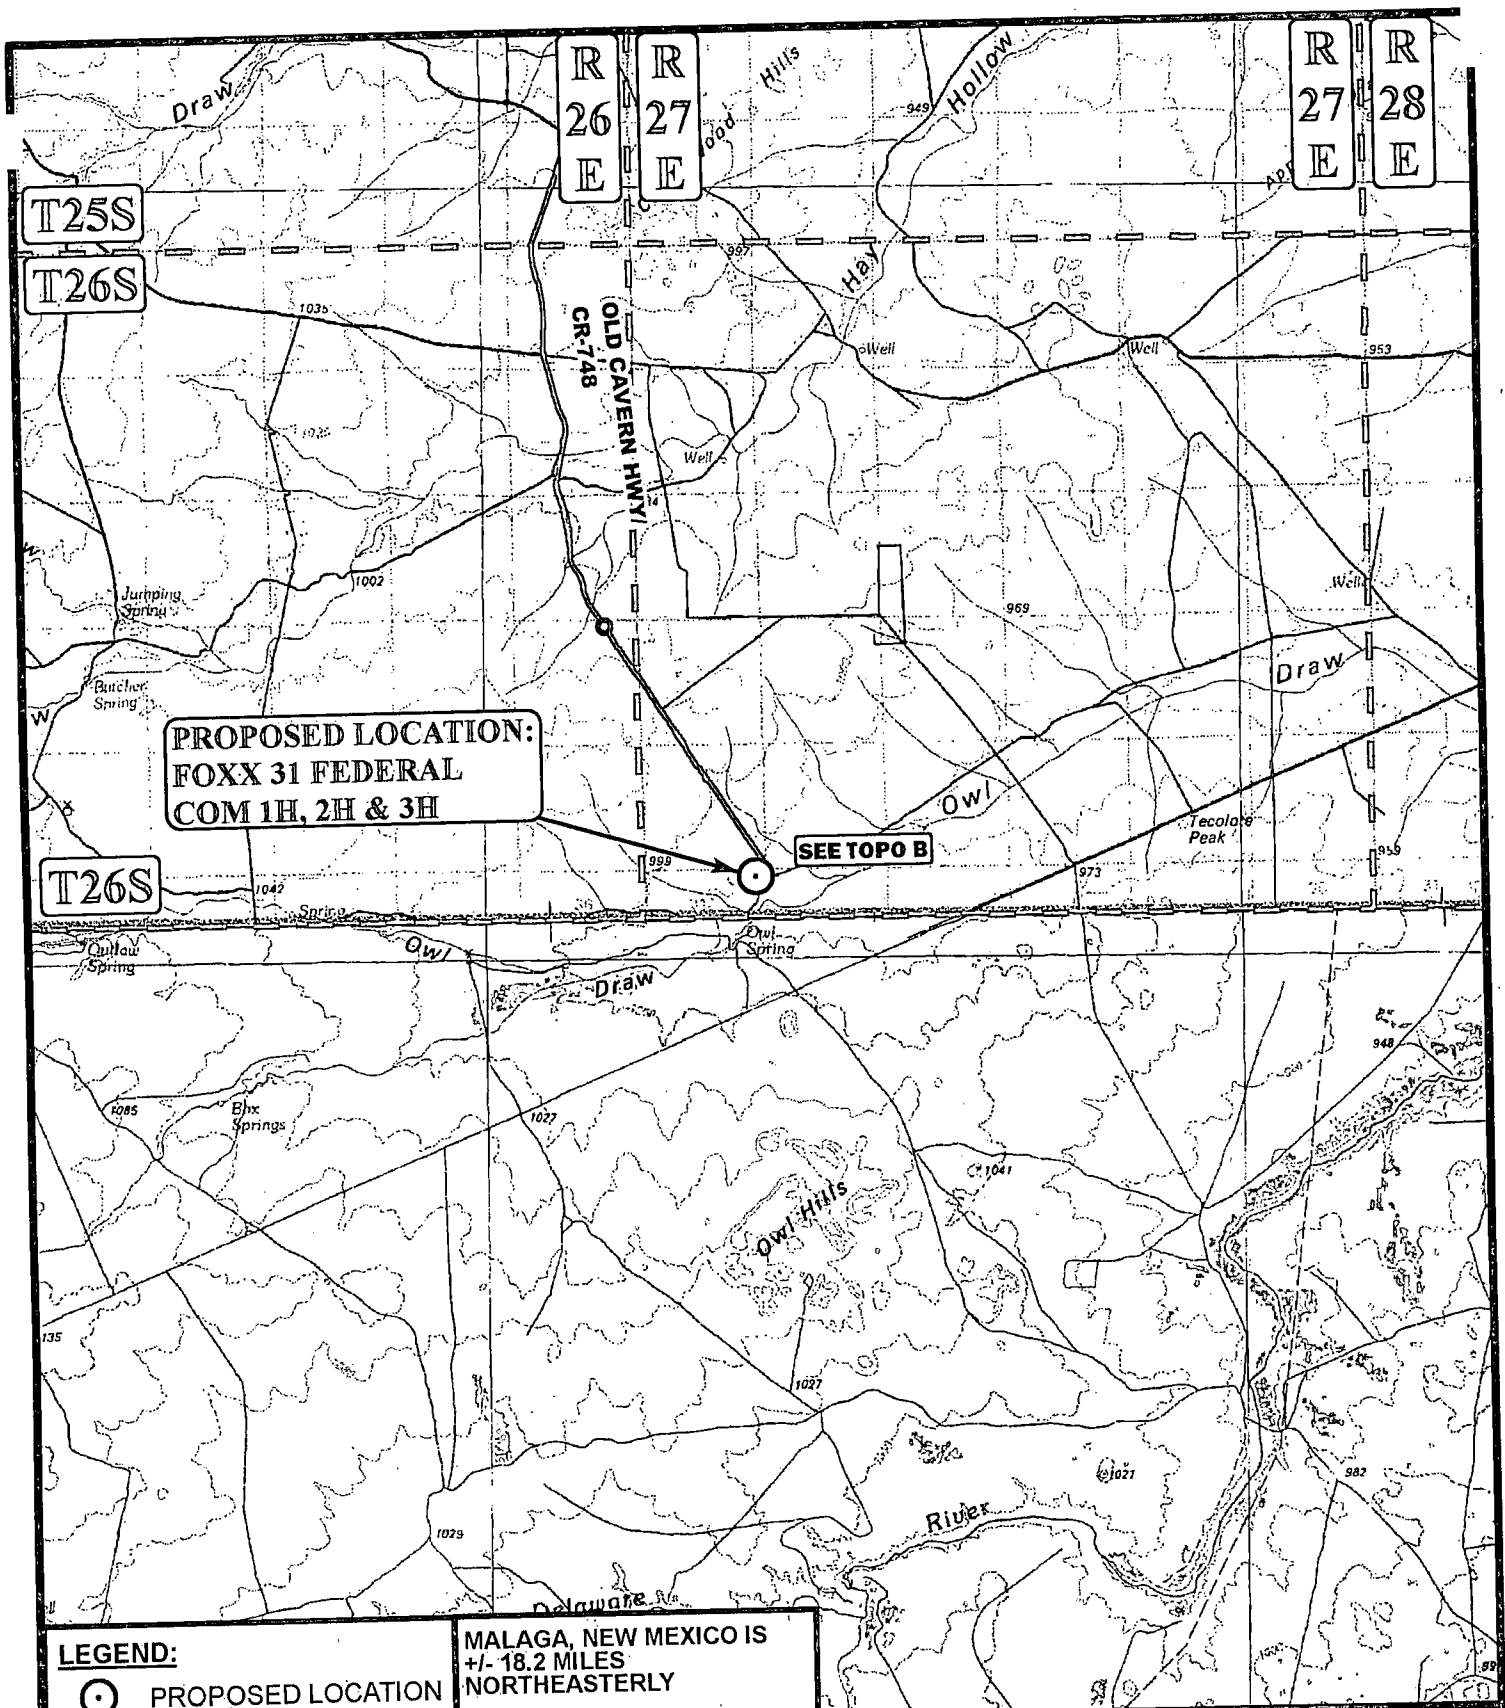 R
26
E
R
27
E
R
27
E
R
28
E
Draw
Hills
949
Hollow
T25S
T26S
997
Hay
1035
OLD CAVERN HWY/
CR-748
Well
Well
953
Well
1002
Jumping
Spring
969
Well
Butcher
Spring
W
Draw
PROPOSED LOCATION:
FOXX 31 FEDERAL
COM 1H, 2H & 3H
Owl
Tecolote
Peak
SEE TOPO B
999
973
959
T26S
1042
Spring
Owl
Outlaw
Spring
Owl
Spring
Draw
948
1085
Box
Springs
1027
1041
Owl Hills
135
1027
1021
982
River
1029
Delaware
LEGEND:
PROPOSED LOCATION
MALAGA, NEW MEXICO IS
+/- 18.2 MILES
NORTHEASTERLY